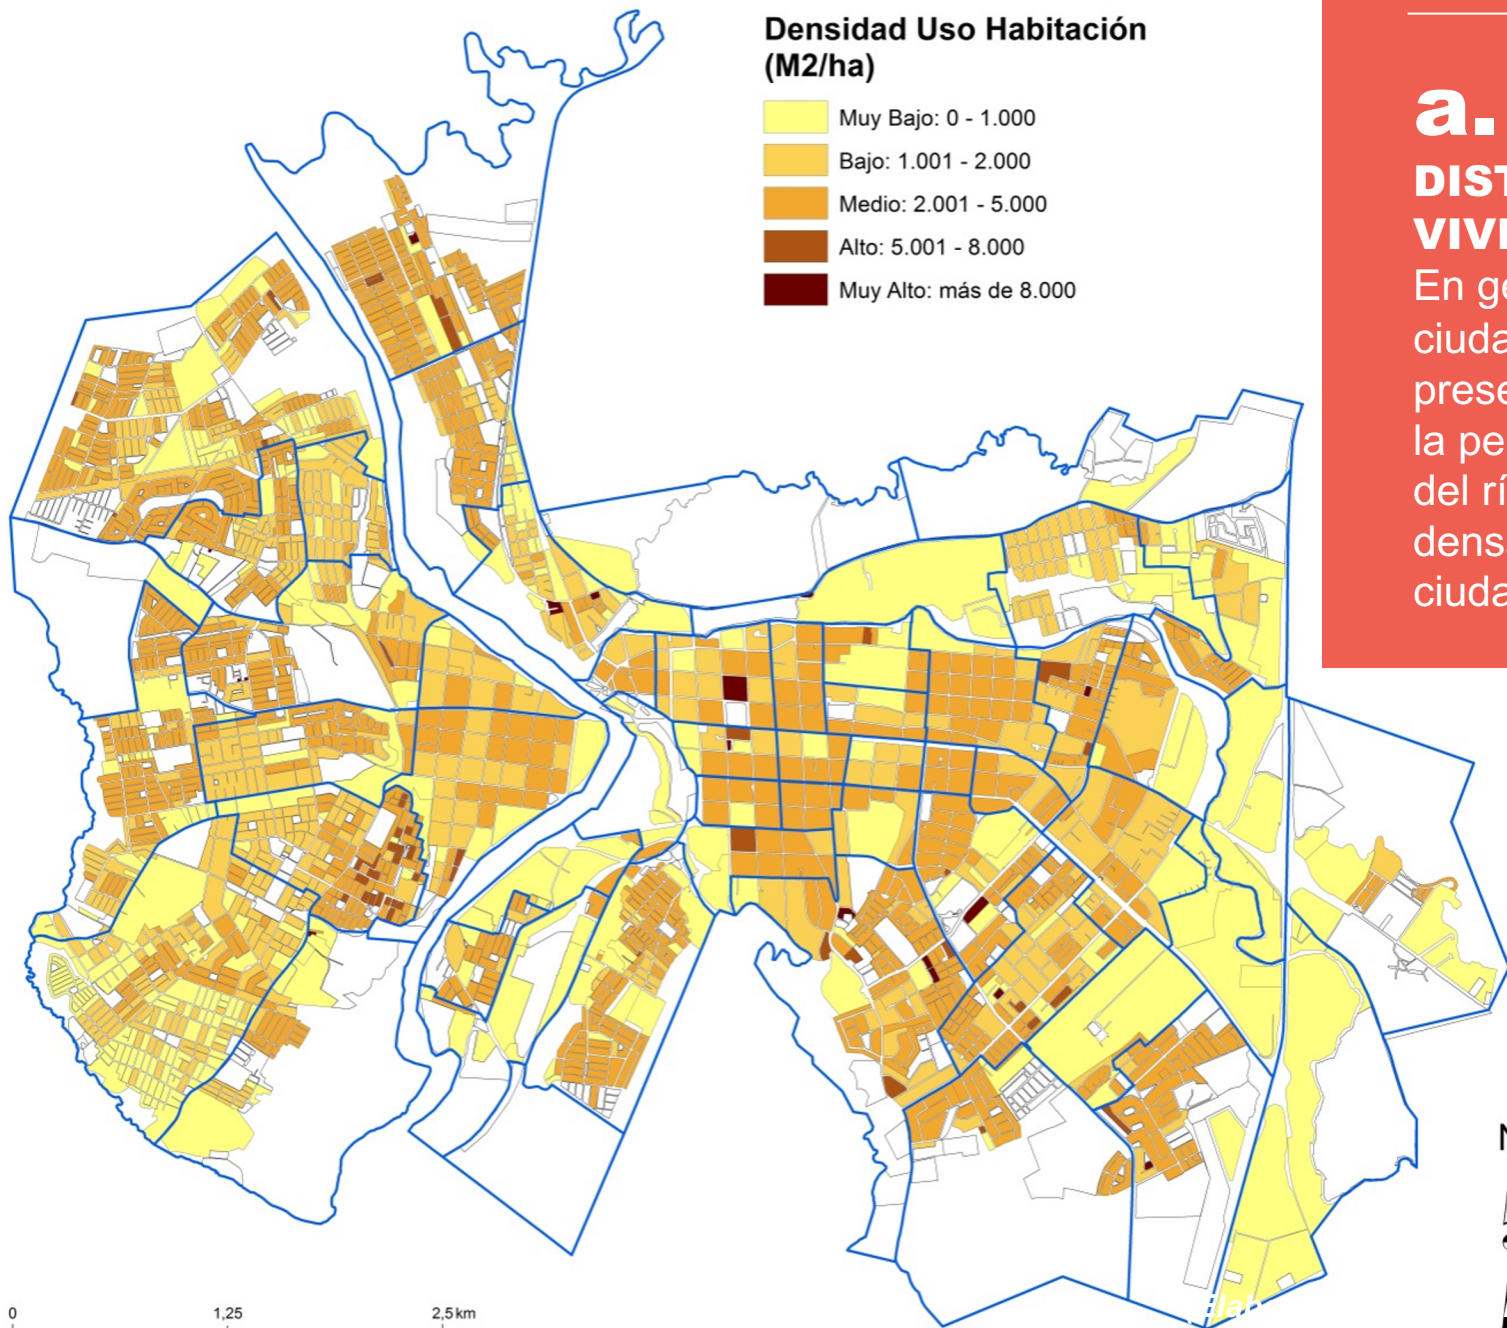 Densidad Uso Habitación
(M2/ha)
Muy Bajo: 0 - 1.000
Bajo: 1.001 - 2.000
Medio: 2.001 - 5.000
Alto: 5.001 - 8.000
Muy Alto: más de 8.000
a.
DIST
VIVI
En ge
ciuda
prese
la pe
del rí
dens
ciuda
N
0 1,25 2,5 km
Elab